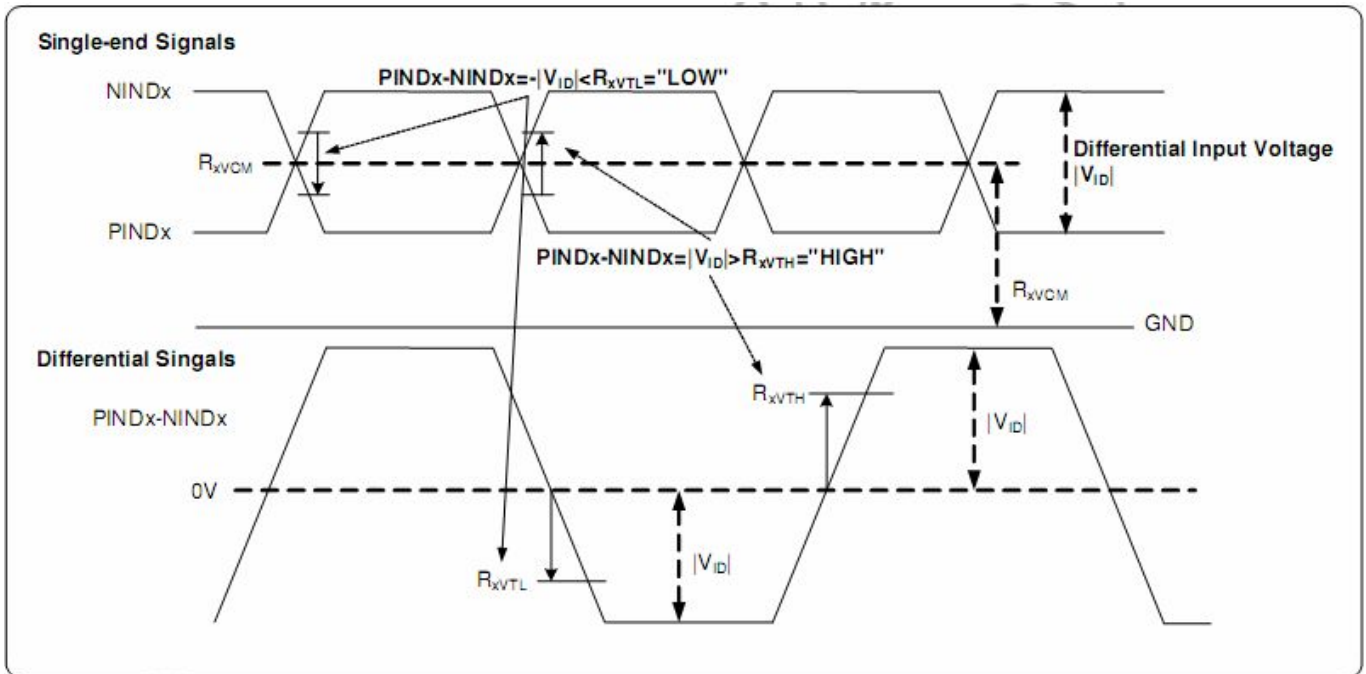 Single-end Signals
PINDx-NINDx=-|VID|<RxVTL="LOW"
NINDx
Differential Input Voltage
|VID|
RxVCM
PINDx
PINDx-NINDx=|VID|>RxVTH="HIGH"
RxVCM
GND
Differential Singals
RxVTH
PINDx-NINDx
|VID|
0V
|VID|
RxVTL